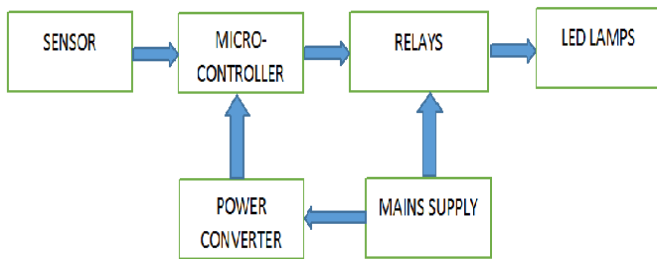 SENSOR
MICRO-
CONTROLLER
RELAYS
LED LAMPS
POWER
CONVERTER
MAINS SUPPLY